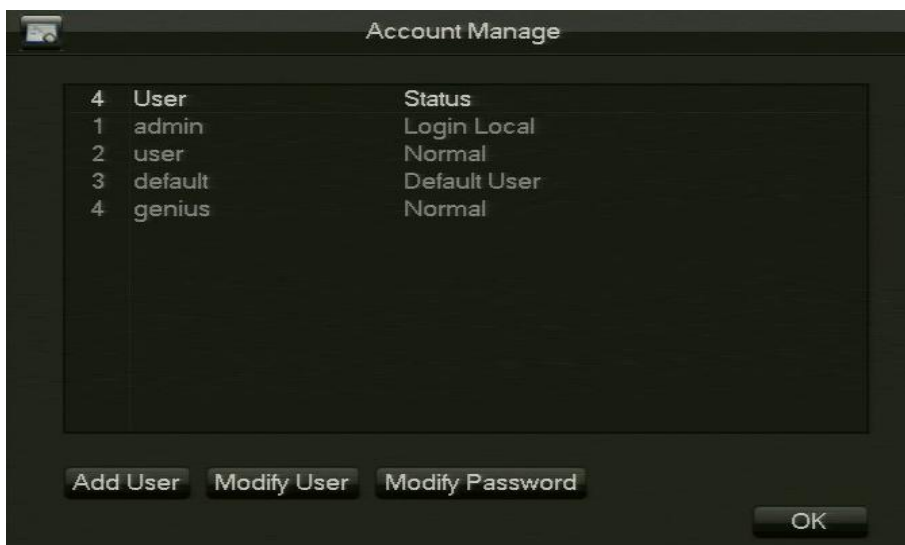 Account Manage
4 User Status
1 admin Login Local
2 user Normal
3 default Default User
4 genius Normal
Add User Modify User Modify Password
OK